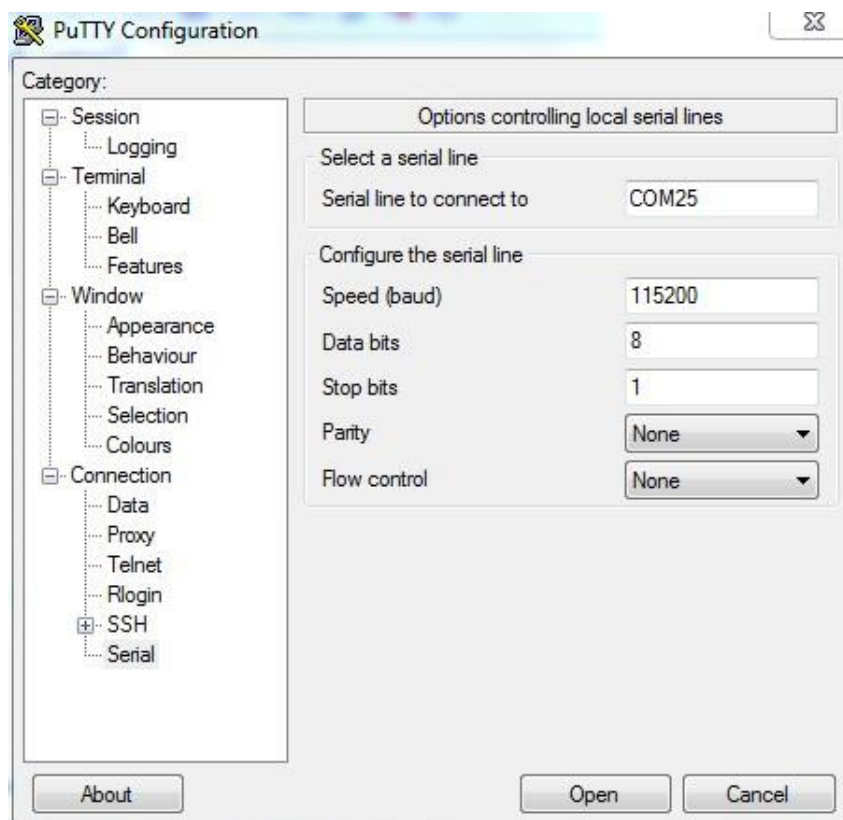 PuTTY Configuration
Category:
Session
Logging
Terminal
Keyboard
Bell
Features
Window
Appearance
Behaviour
Translation
Selection
Colours
Connection
Data
Proxy
Telnet
Rlogin
SSH
Serial
Options controlling local serial lines
Select a serial line
Serial line to connect to COM25
Configure the serial line
Speed (baud) 115200
Data bits 8
Stop bits 1
Parity None
Flow control None
About Open Cancel